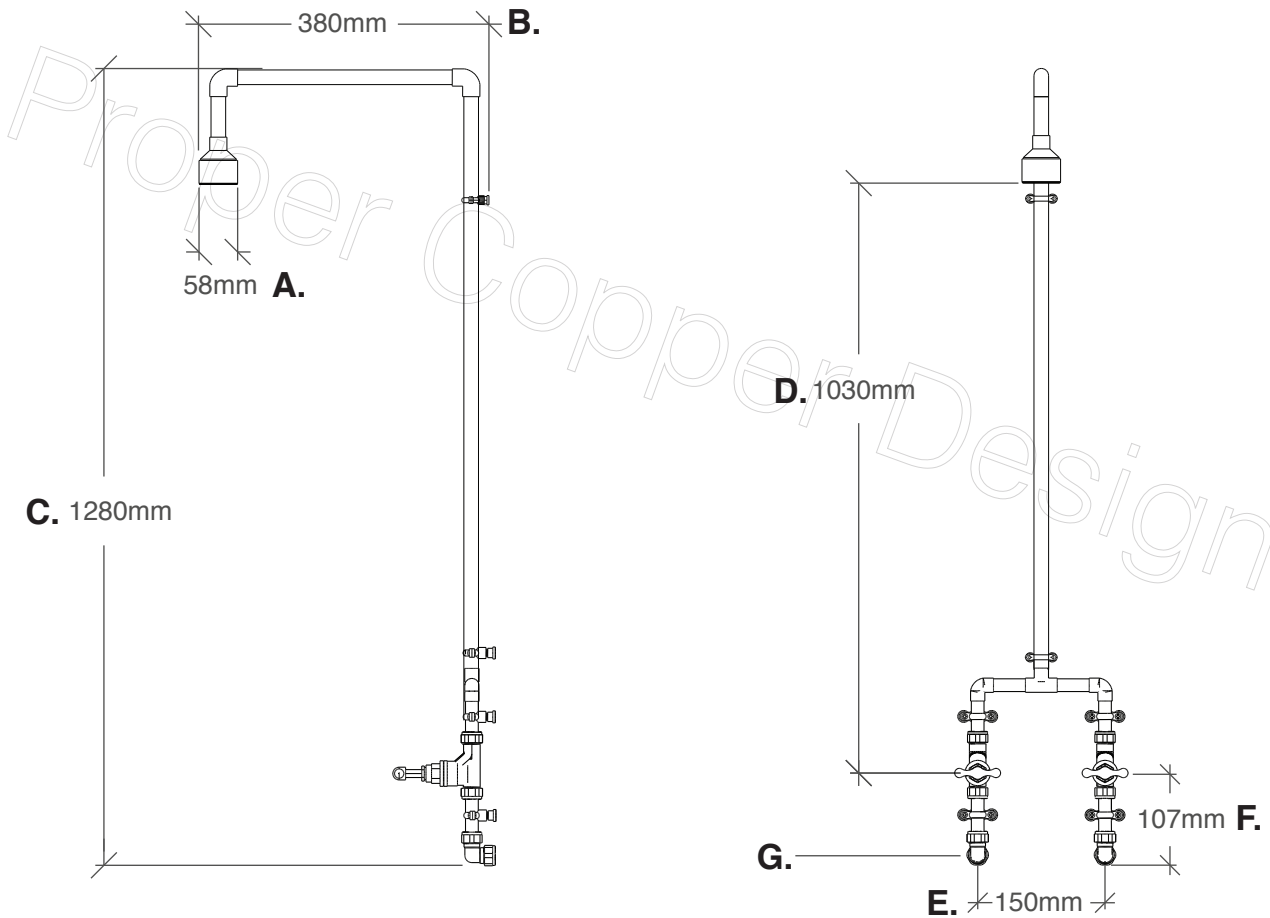 380mm B.
58mm A.
D. 1030mm
C. 1280mm
107mm F.
G.
E. 150mm
Proper Copper Design